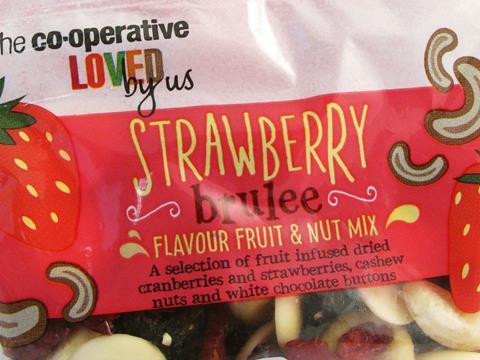 the co·operative
LOVED
by us
STRAWBERRY
brulee
FLAVOUR FRUIT & NUT MIX
A selection of fruit infused dried
cranberries and strawberries, cashew
nuts and white chocolate buttons